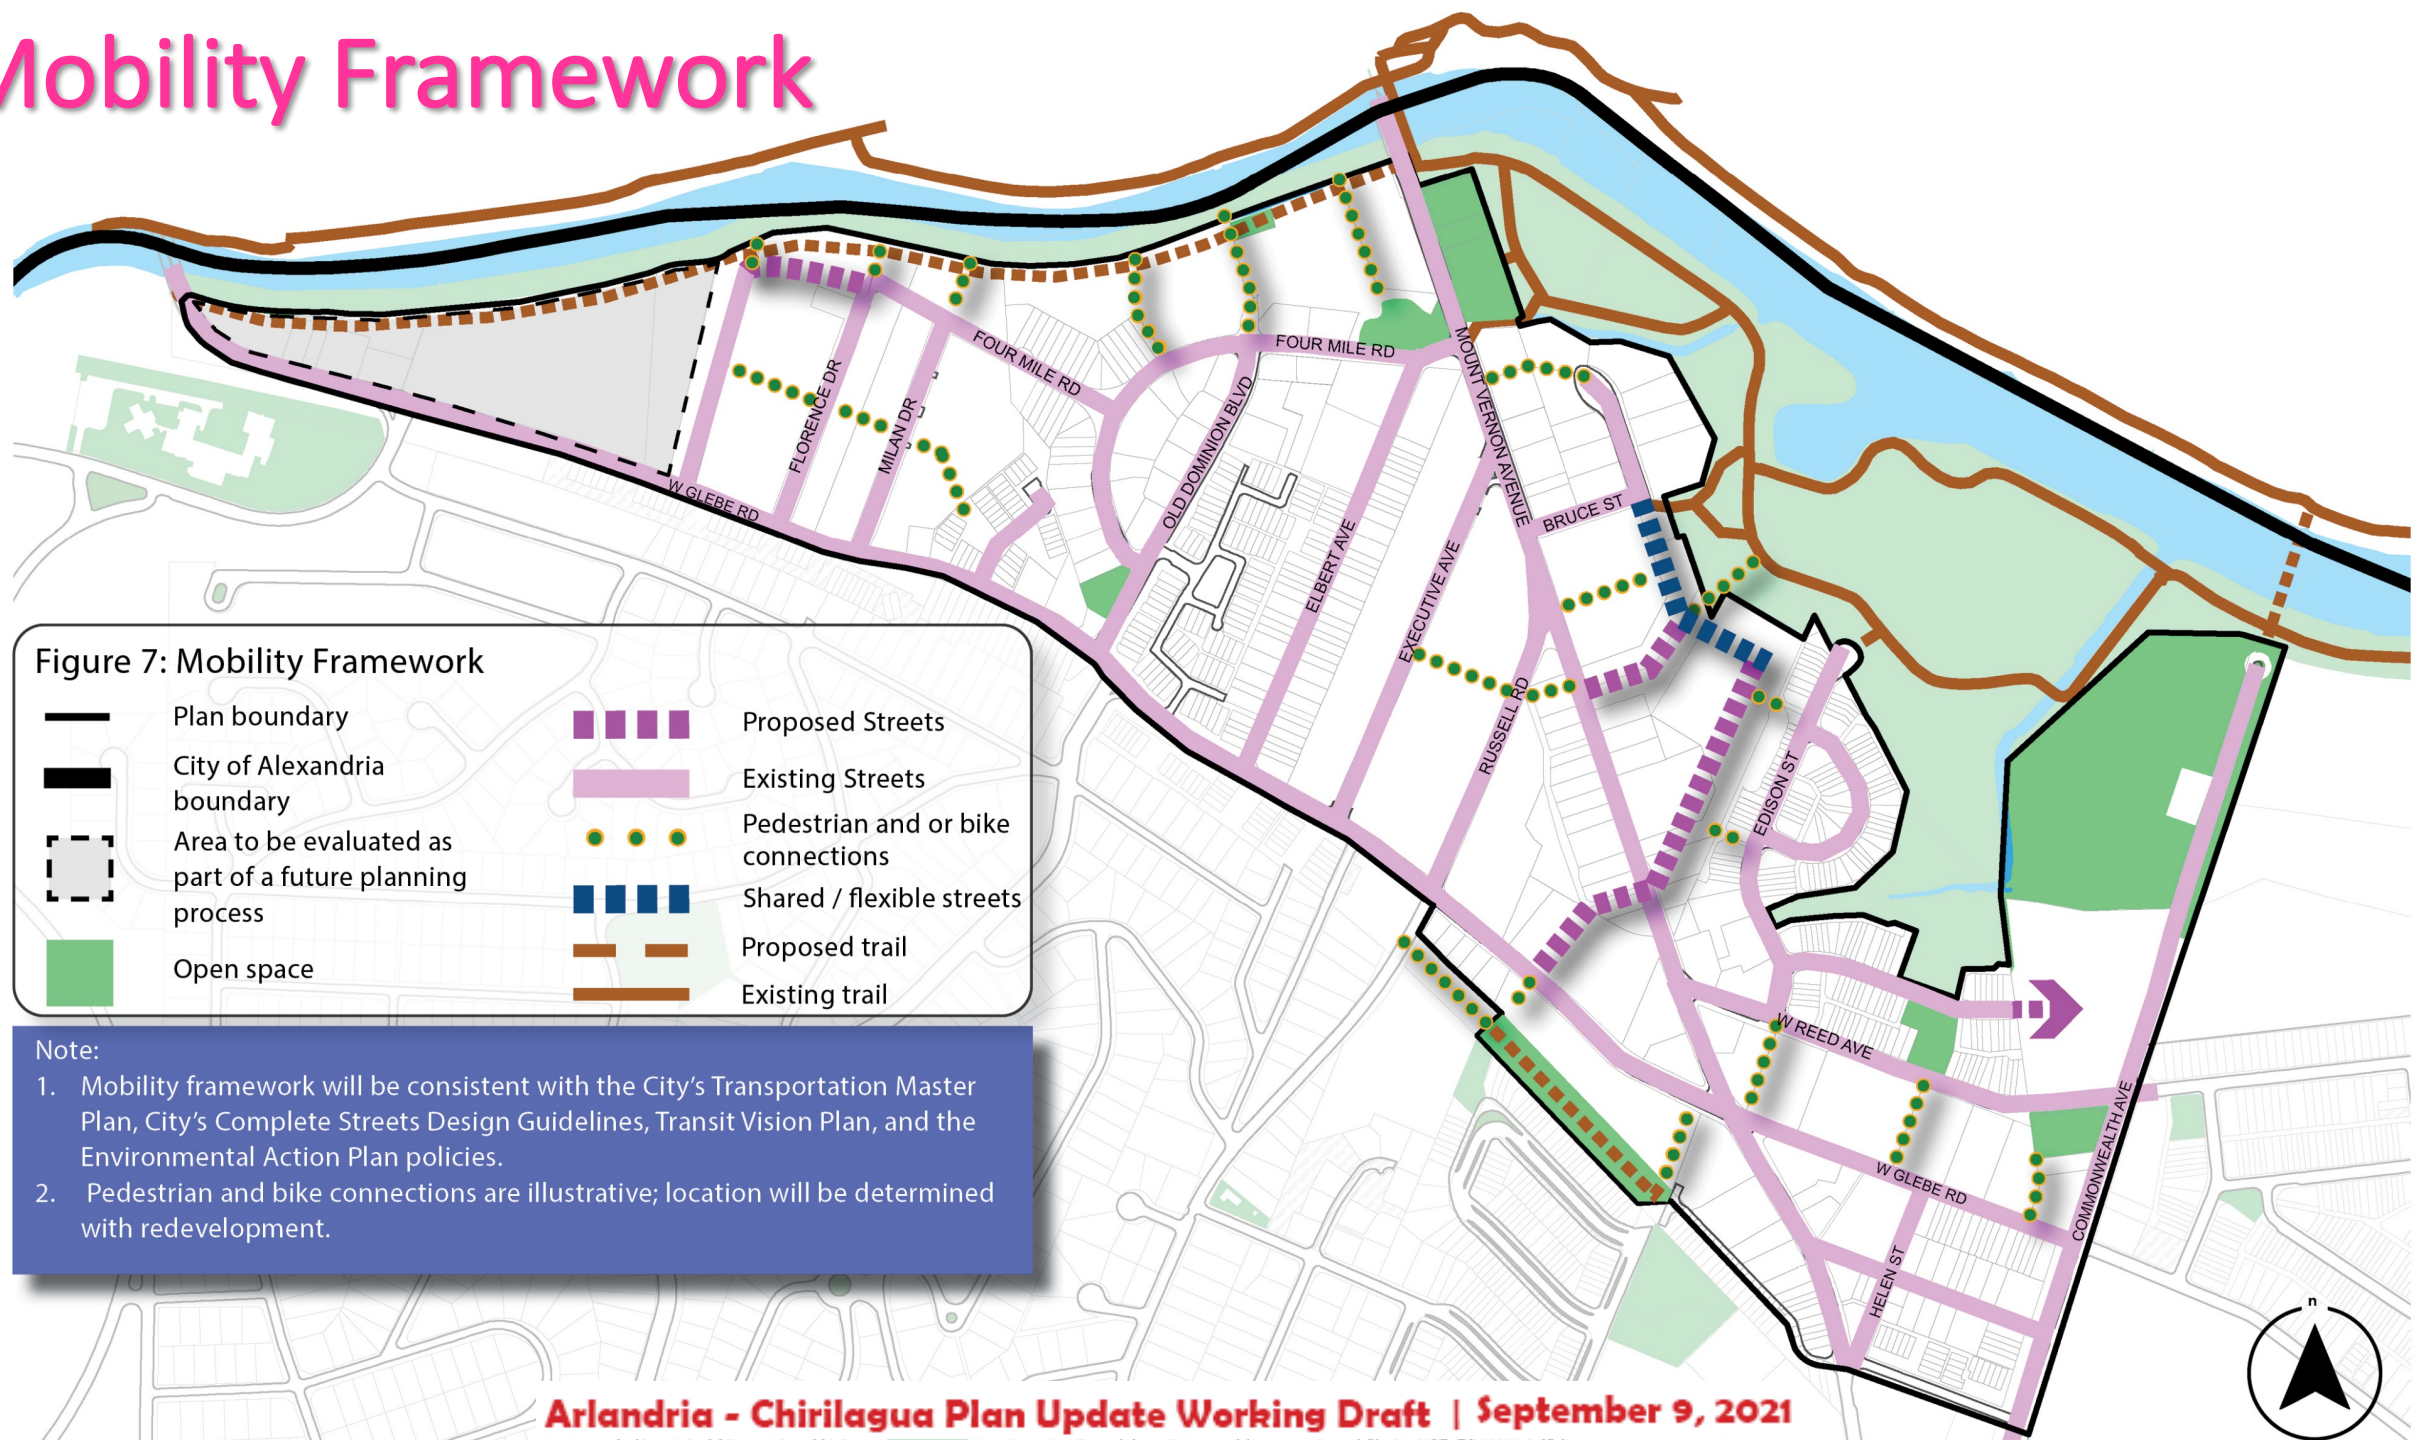 Mobility Framework
FOUR MILE RD
FOUR MILE RD
MOUNT VERNON AVENUE
FLORENCE DR
MILAN DR
OLD DOMINION BLVD
W GLEBE RD
BRUCE ST
ELBERT AVE
EXECUTIVE AVE
RUSSELL RD
EDISON ST
W REED AVE
W GLEBE RD
COMMONWEALTH AVE
HELEN ST
Figure 7: Mobility Framework
Plan boundary
City of Alexandria
boundary
Area to be evaluated as
part of a future planning
process
Open space
Proposed Streets
Existing Streets
Pedestrian and or bike
connections
Shared / flexible streets
Proposed trail
Existing trail
Note:
1. Mobility framework will be consistent with the City's Transportation Master
Plan, City's Complete Streets Design Guidelines, Transit Vision Plan, and the
Environmental Action Plan policies.
2. Pedestrian and bike connections are illustrative; location will be determined
with redevelopment.
n
Arlandria - Chirilagua Plan Update Working Draft | September 9, 2021